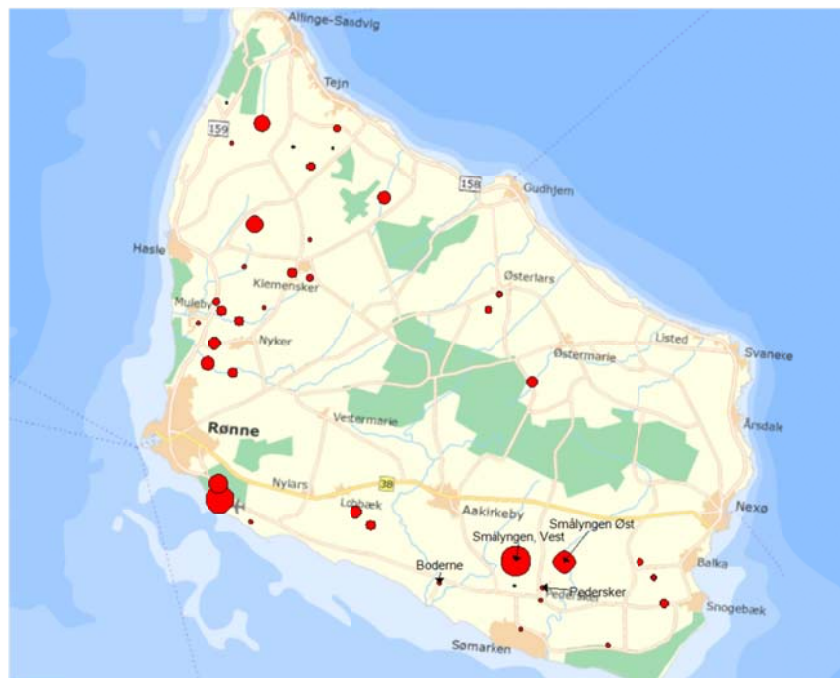 Allinge-Sandvig
Tejn
159
158
Gudhjem
Hasle
Klemensker
Østerlars
Muleby
Nyker
Listed
Svaneke
Østermarie
Vestermarie
Årsdale
Rønne
Nylars
38
Lobbæk
Aakirkeby
Nexø
Smålyngen Øst
Smålyngen, Vest
Boderne
Balka
Pedersker
Pedersker
Snogebæk
Sømarken